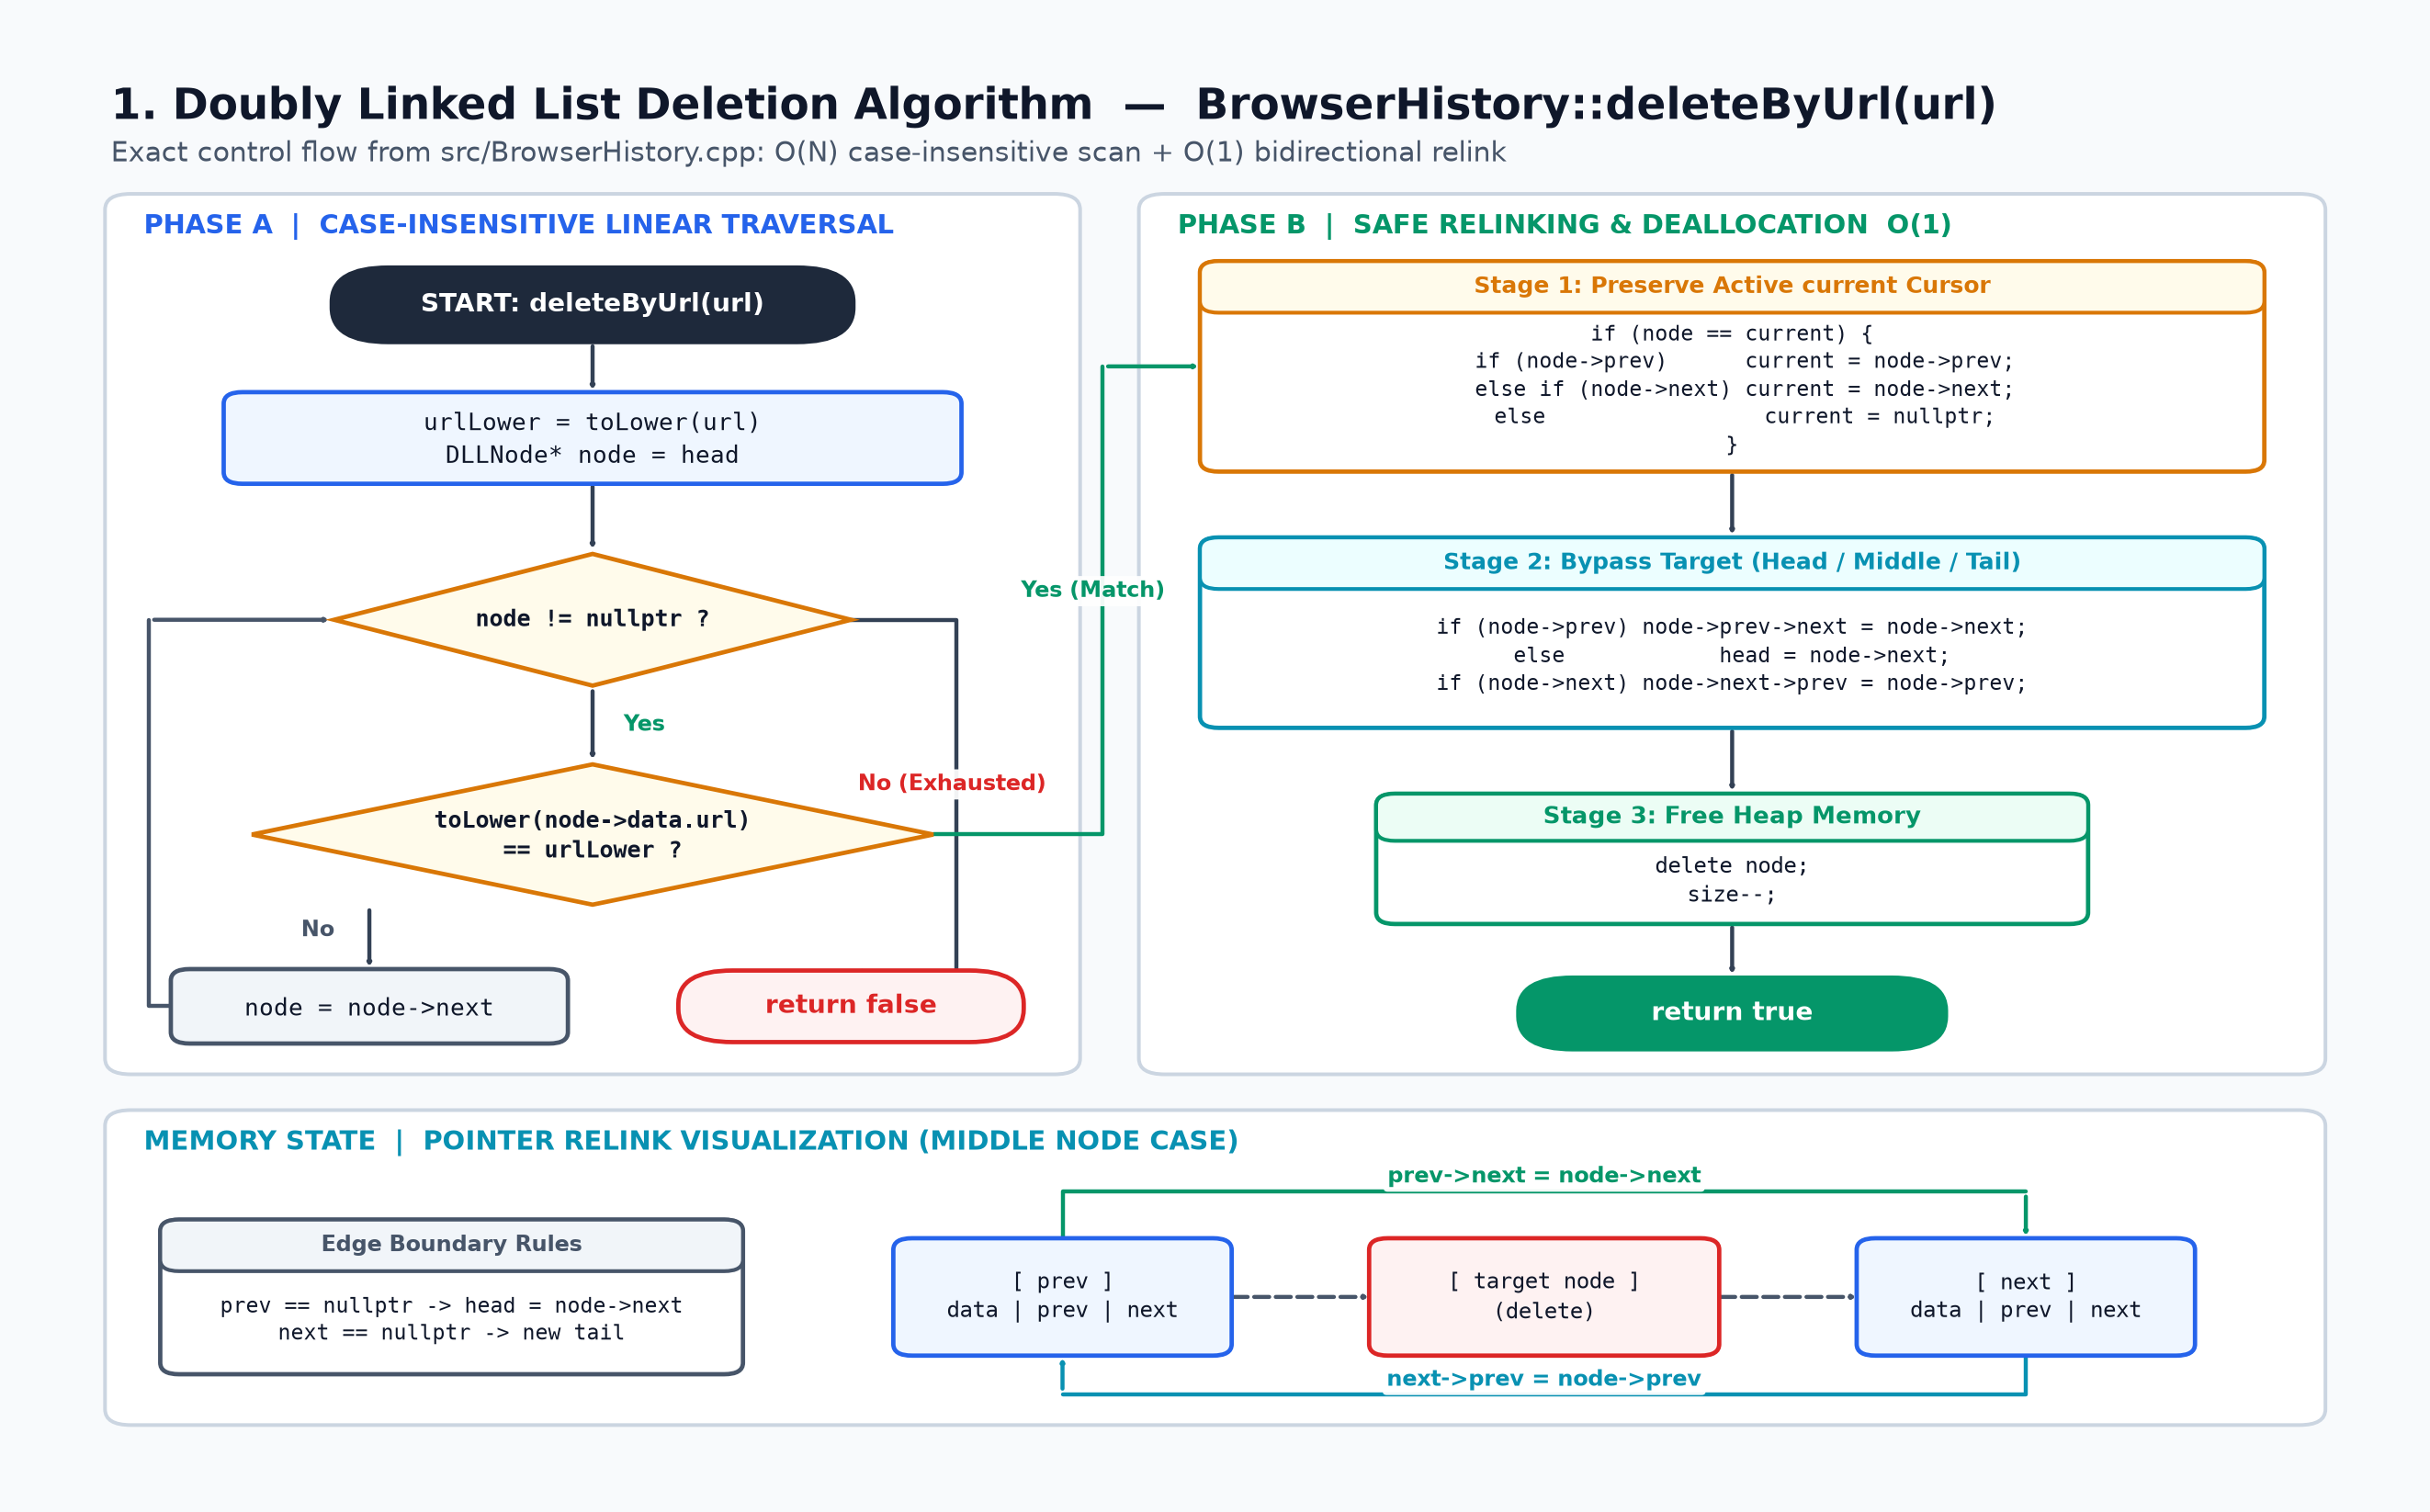 1. Doubly Linked List Deletion Algorithm — BrowserHistory::deleteByUrl(url)
Exact control flow from src/BrowserHistory.cpp: O(N) case-insensitive scan + O(1) bidirectional relink
PHASE A | CASE-INSENSITIVE LINEAR TRAVERSAL
START: deleteByUrl(url)
urlLower = toLower(url)
DLLNode* node = head
node != nullptr ?
Yes
No (Exhausted)
toLower(node->data.url)
== urlLower ?
Yes (Match)
No
node = node->next
return false
PHASE B | SAFE RELINKING & DEALLOCATION O(1)
Stage 1: Preserve Active current Cursor
if (node == current) {
if (node->prev)      current = node->prev;
else if (node->next) current = node->next;
else                 current = nullptr;
}
Stage 2: Bypass Target (Head / Middle / Tail)
if (node->prev) node->prev->next = node->next;
else            head = node->next;
if (node->next) node->next->prev = node->prev;
Stage 3: Free Heap Memory
delete node;
size--;
return true
MEMORY STATE | POINTER RELINK VISUALIZATION (MIDDLE NODE CASE)
Edge Boundary Rules
prev == nullptr -> head = node->next
next == nullptr -> new tail
prev->next = node->next
[ prev ]
data | prev | next
[ target node ]
(delete)
[ next ]
data | prev | next
next->prev = node->prev